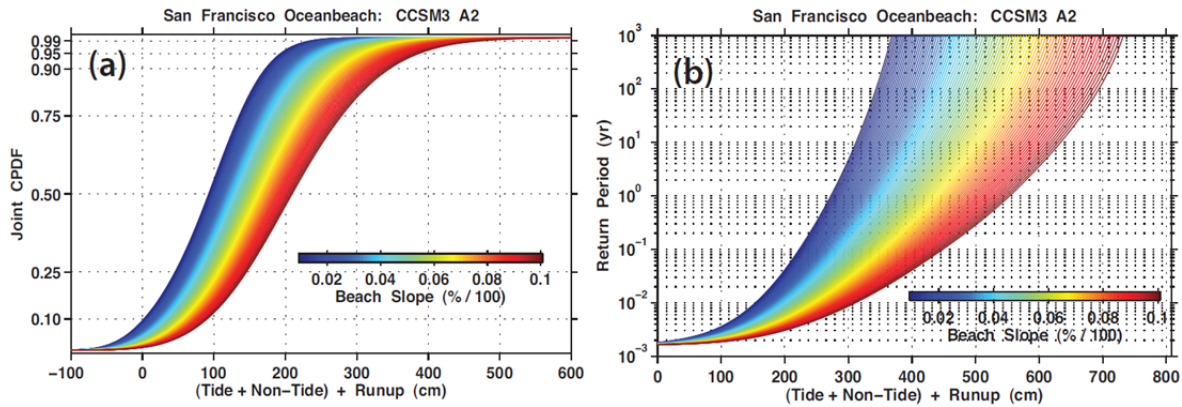 San Francisco Oceanbeach: CCSM3 A2
(a)
Joint CPDF
0.99
0.95
0.90
0.75
0.50
0.25
0.10
0.02 0.04 0.06 0.08 0.1
Beach Slope (% / 100)
−100 0 100 200 300 400 500 600
(Tide + Non−Tide) + Runup (cm)
San Francisco Oceanbeach: CCSM3 A2
(b)
Return Period (yr)
10³
10²
10¹
10⁰
10⁻¹
10⁻²
10⁻³
0.02 0.04 0.06 0.08 0.1
Beach Slope (% / 100)
0 100 200 300 400 500 600 700 800
(Tide + Non−Tide) + Runup (cm)